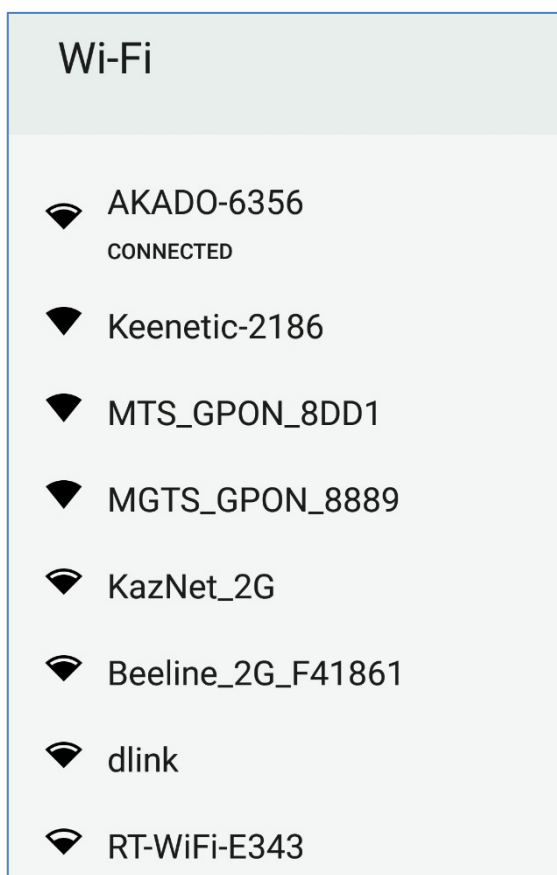 Wi-Fi
AKADO-6356
CONNECTED
Keenetic-2186
MTS_GPON_8DD1
MGTS_GPON_8889
KazNet_2G
Beeline_2G_F41861
dlink
RT-WiFi-E343